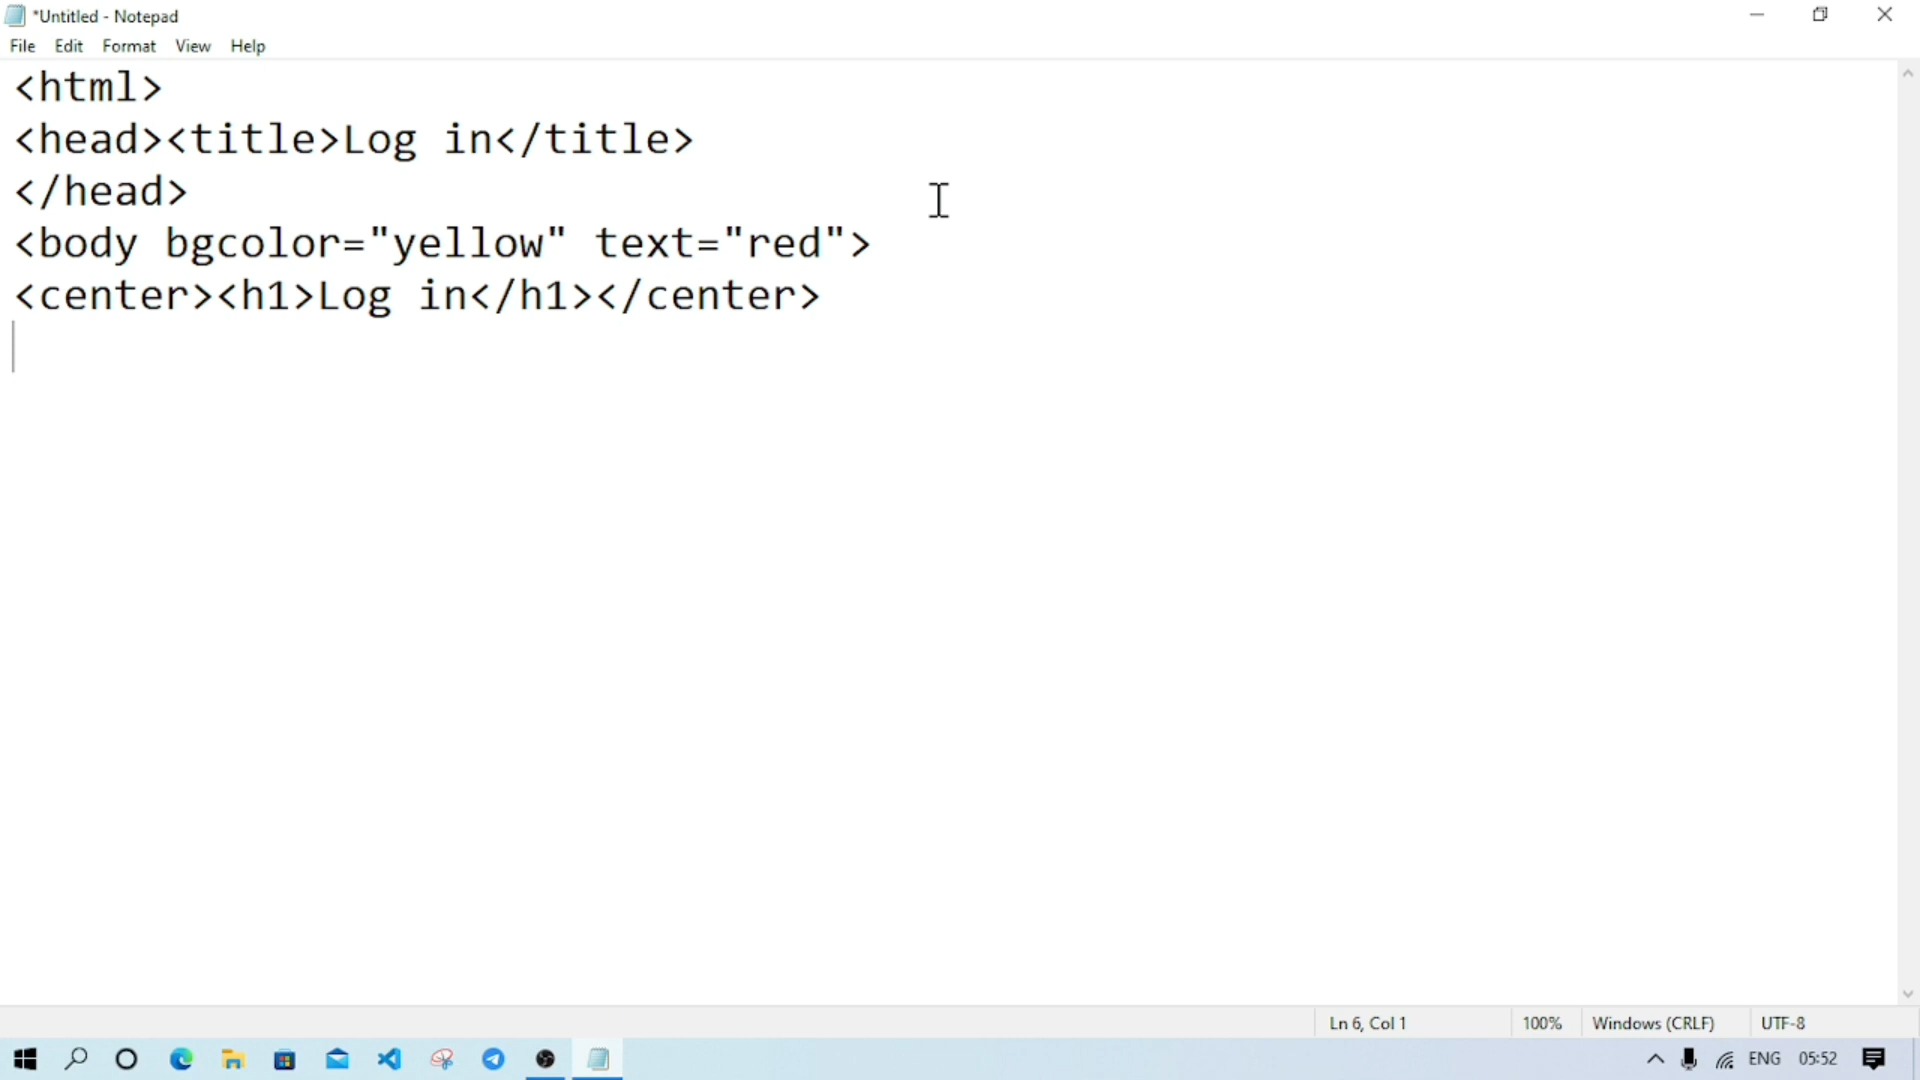 *Untitled - Notepad
File Edit Format View Help
<html>
<head><title>Log in</title>
</head>
<body bgcolor="yellow" text="red">
<center><h1>Log in</h1></center>
Ln 6, Col 1 100% Windows (CRLF) UTF-8
ENG 05:52